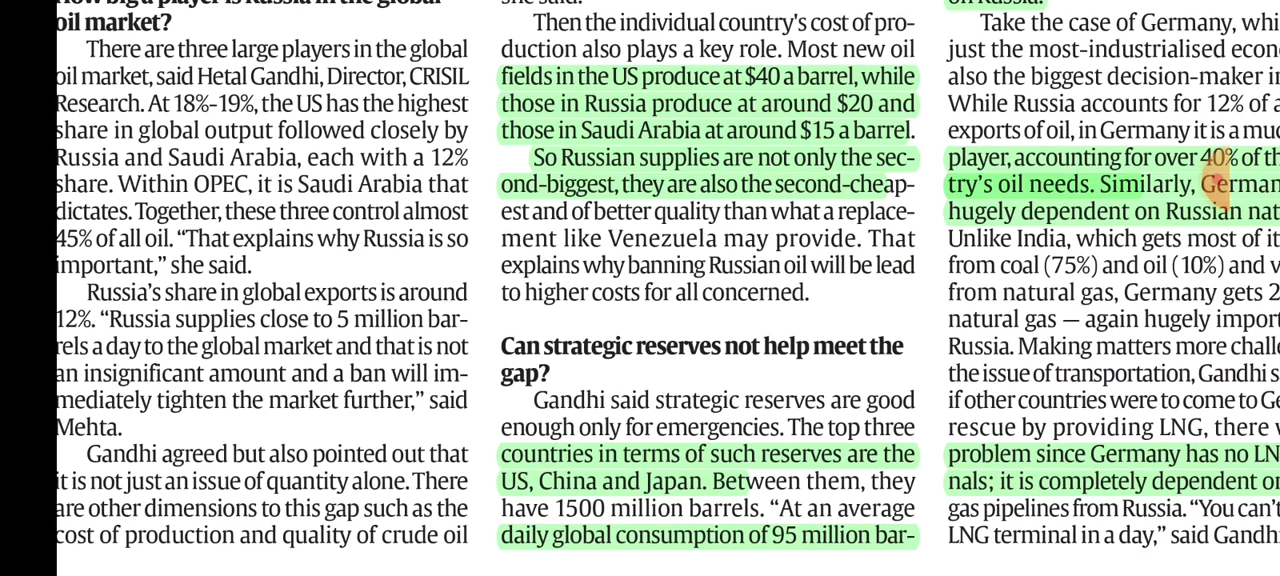 How big a player is Russia in the global
oil market?
There are three large players in the global
oil market, said Hetal Gandhi, Director, CRISIL
Research. At 18%-19%, the US has the highest
share in global output followed closely by
Russia and Saudi Arabia, each with a 12%
share. Within OPEC, it is Saudi Arabia that
dictates. Together, these three control almost
45% of all oil. “That explains why Russia is so
important,” she said.
Russia’s share in global exports is around
12%. “Russia supplies close to 5 million bar-
rels a day to the global market and that is not
an insignificant amount and a ban will im-
mediately tighten the market further,” said
Mehta.
Gandhi agreed but also pointed out that
it is not just an issue of quantity alone. There
are other dimensions to this gap such as the
cost of production and quality of crude oil
she said.
Then the individual country’s cost of pro-
duction also plays a key role. Most new oil
fields in the US produce at $40 a barrel, while
those in Russia produce at around $20 and
those in Saudi Arabia at around $15 a barrel.
So Russian supplies are not only the sec-
ond-biggest, they are also the second-cheap-
est and of better quality than what a replace-
ment like Venezuela may provide. That
explains why banning Russian oil will be lead
to higher costs for all concerned.
Can strategic reserves not help meet the
gap?
Gandhi said strategic reserves are good
enough only for emergencies. The top three
countries in terms of such reserves are the
US, China and Japan. Between them, they
have 1500 million barrels. “At an average
daily global consumption of 95 million bar-
on Russia.
Take the case of Germany, whi
just the most-industrialised econ
also the biggest decision-maker in
While Russia accounts for 12% of a
exports of oil, in Germany it is a muc
player, accounting for over 40% of th
try’s oil needs. Similarly, German
hugely dependent on Russian nat
Unlike India, which gets most of it
from coal (75%) and oil (10%) and v
from natural gas, Germany gets 2
natural gas — again hugely import
Russia. Making matters more challe
the issue of transportation, Gandhi s
if other countries were to come to Ge
rescue by providing LNG, there w
problem since Germany has no LN
nals; it is completely dependent on
gas pipelines from Russia. “You can’t
LNG terminal in a day,” said Gandhi